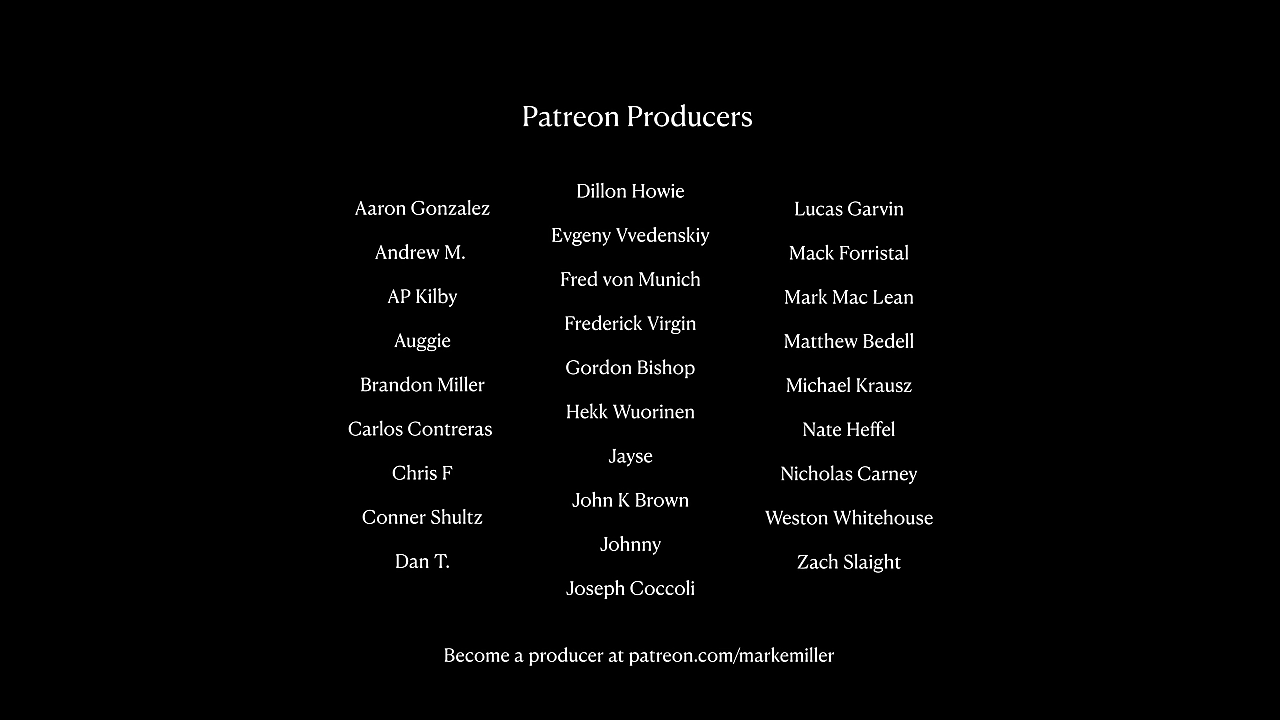 Patreon Producers
Aaron Gonzalez
Andrew M.
AP Kilby
Auggie
Brandon Miller
Carlos Contreras
Chris F
Conner Shultz
Dan T.
Dillon Howie
Evgeny Vvedenskiy
Fred von Munich
Frederick Virgin
Gordon Bishop
Hekk Wuorinen
Jayse
John K Brown
Johnny
Joseph Coccoli
Lucas Garvin
Mack Forristal
Mark Mac Lean
Matthew Bedell
Michael Krausz
Nate Heffel
Nicholas Carney
Weston Whitehouse
Zach Slaight
Become a producer at patreon.com/markemiller